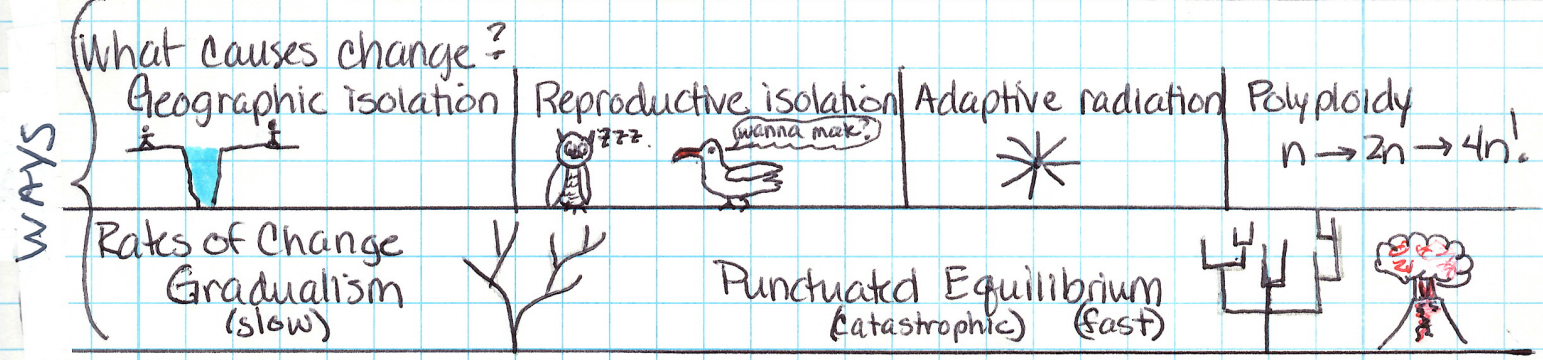 WAYS
What causes change?
Geographic isolation
Reproductive isolation
zzz.
wanna mate?
Adaptive radiation
Polyploidy
n → 2n → 4n!
Rates of Change
Gradualism
(slow)
Punctuated Equilibrium
(catastrophic) (fast)